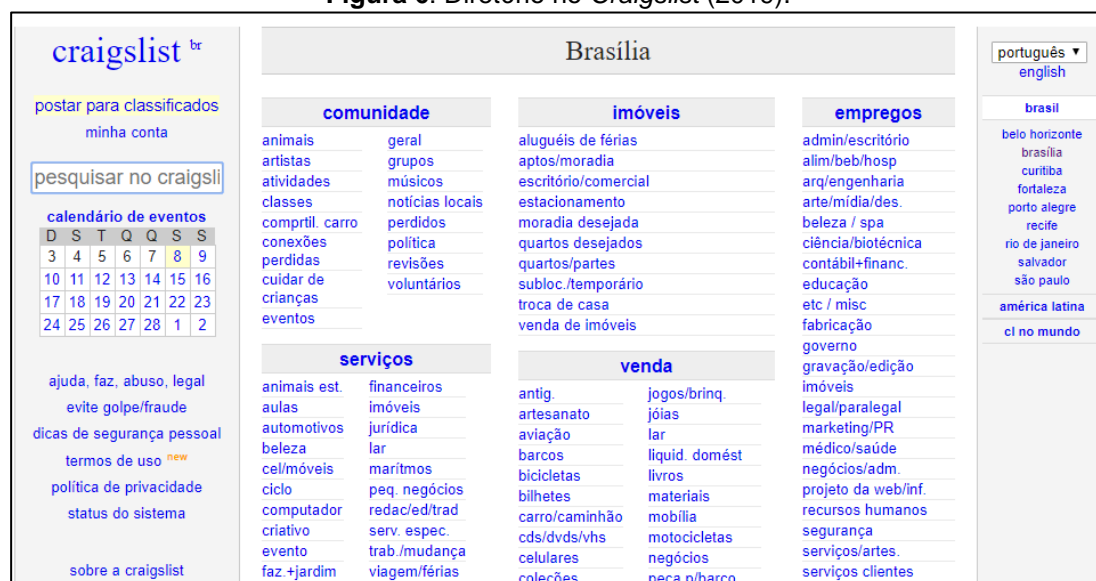 Figura 6: Diretório no Craigslist (2019).
craigslist br
postar para classificados
minha conta
pesquisar no craigsli
calendário de eventos
D S T Q Q S S
3 4 5 6 7 8 9
10 11 12 13 14 15 16
17 18 19 20 21 22 23
24 25 26 27 28 1 2
ajuda, faz, abuso, legal
evite golpe/fraude
dicas de segurança pessoal
termos de uso new
política de privacidade
status do sistema
sobre a craigslist
Brasília
comunidade
animais
artistas
atividades
classes
comprtil. carro
conexões
perdidas
cuidar de
crianças
eventos
geral
grupos
músicos
notícias locais
perdidos
política
revisões
voluntários
serviços
animais est.
aulas
automotivos
beleza
cel/móveis
ciclo
computador
criativo
evento
faz.+jardim
financeiros
imóveis
jurídica
lar
marítmos
peq. negócios
redac/ed/trad
serv. espec.
trab./mudança
viagem/férias
imóveis
aluguéis de férias
aptos/moradia
escritório/comercial
estacionamento
moradia desejada
quartos desejados
quartos/partes
subloc./temporário
troca de casa
venda de imóveis
venda
antig.
artesanato
aviação
barcos
bicicletas
bilhetes
carro/caminhão
cds/dvds/vhs
celulares
coleções
jogos/brinq.
jóias
lar
liquid. domést
livros
materiais
mobília
motocicletas
negócios
peça p/barco
empregos
admin/escritório
alim/beb/hosp
arq/engenharia
arte/mídia/des.
beleza / spa
ciência/biotécnica
contábil+financ.
educação
etc / misc
fabricação
governo
gravação/edição
imóveis
legal/paralegal
marketing/PR
médico/saúde
negócios/adm.
projeto da web/inf.
recursos humanos
segurança
serviços/artes.
serviços clientes
português
english
brasil
belo horizonte
brasília
curitiba
fortaleza
porto alegre
recife
rio de janeiro
salvador
são paulo
américa latina
cl no mundo